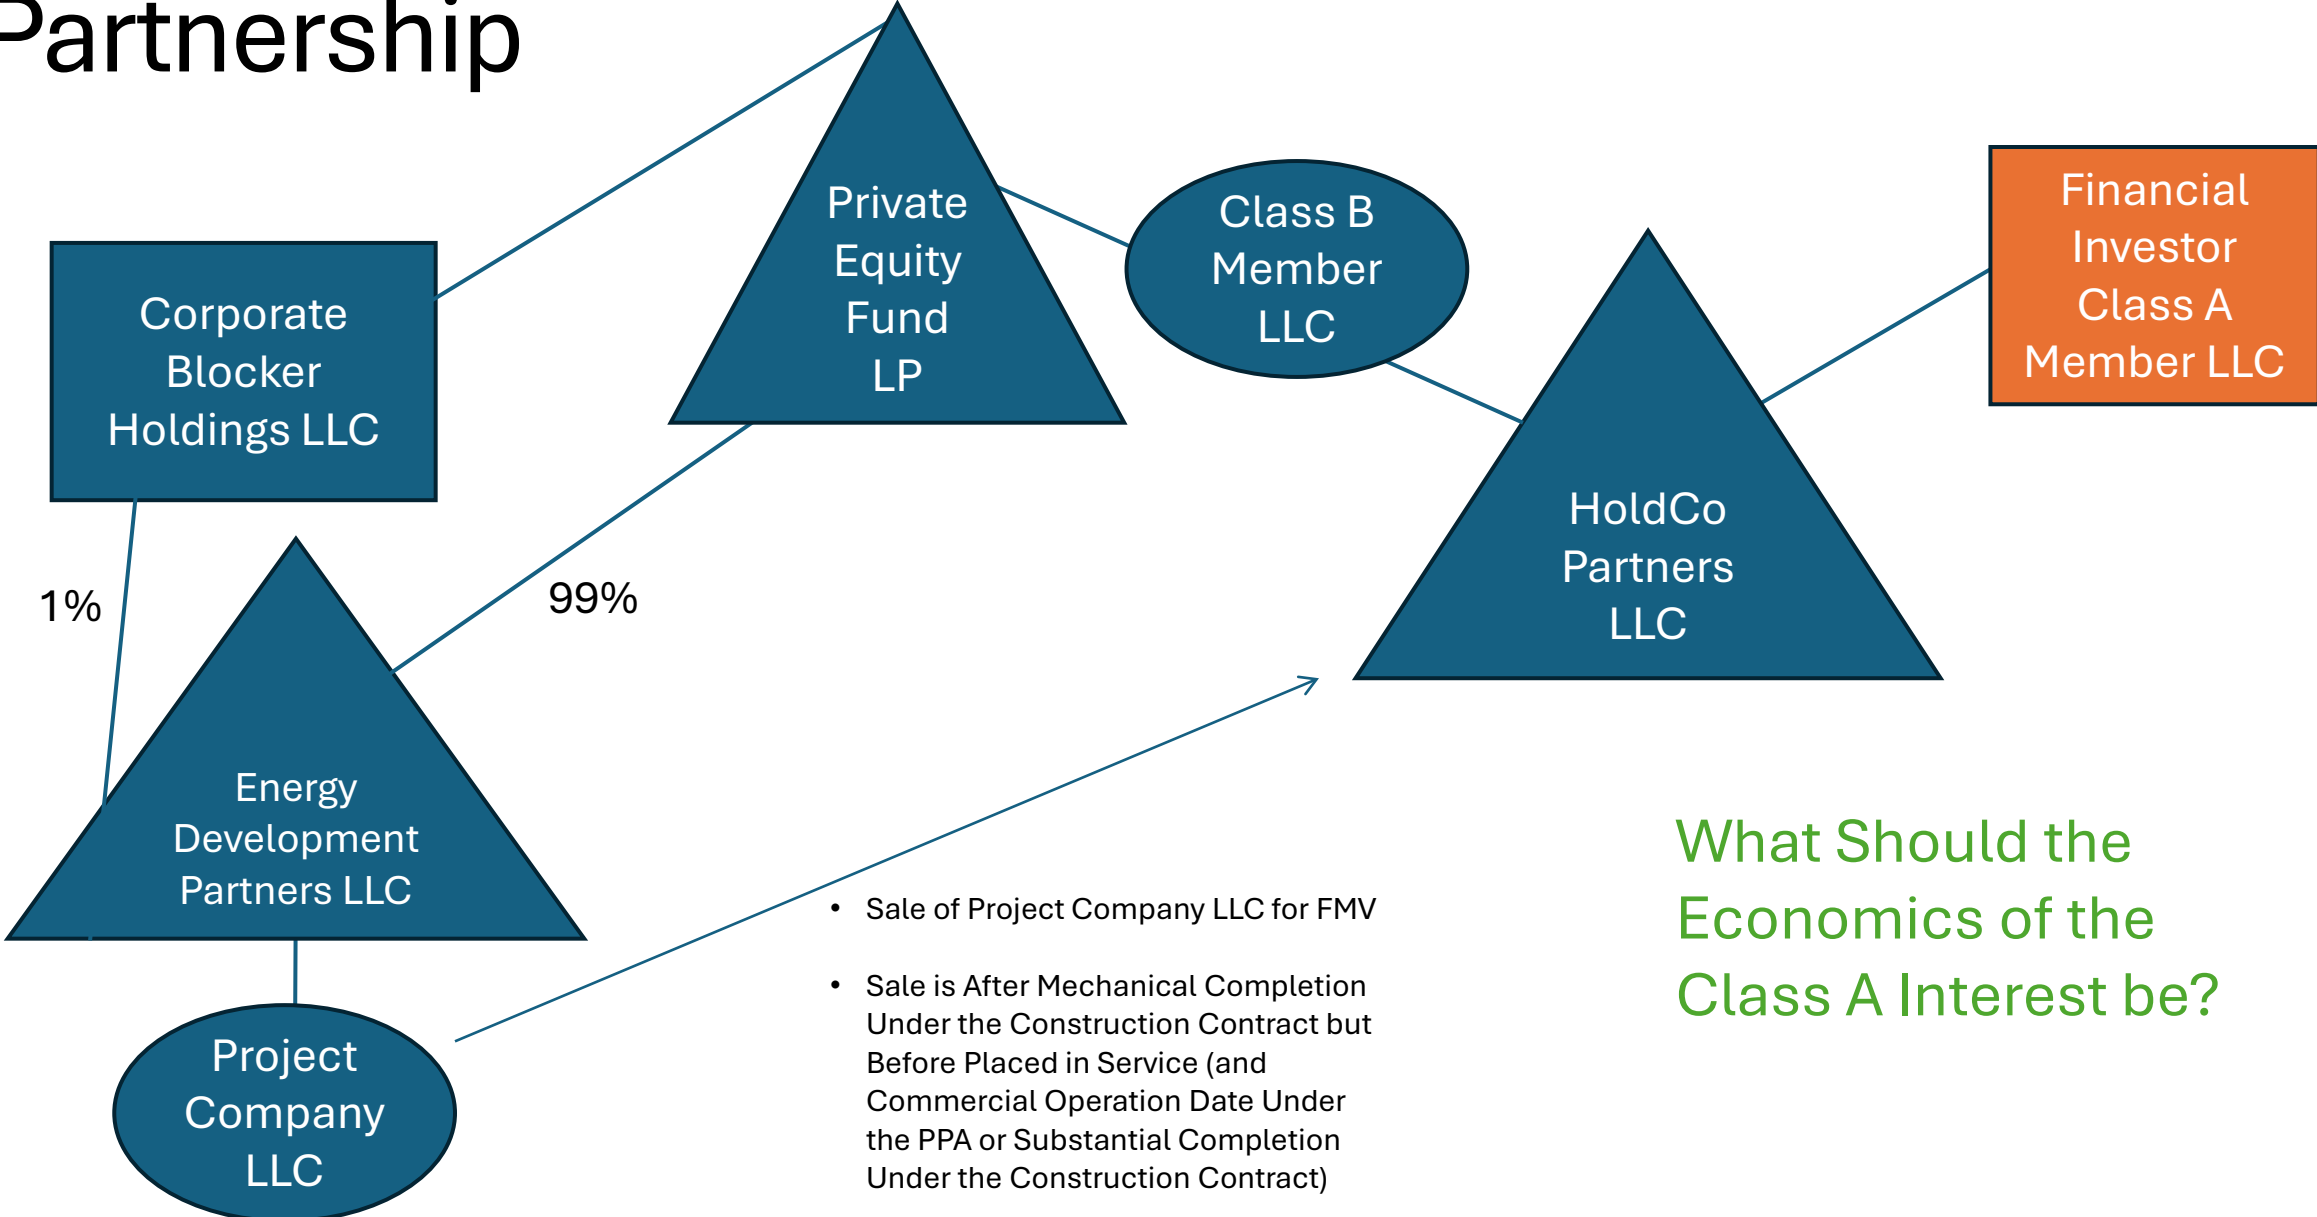 Partnership
Private
Equity
Fund
LP
Class B
Member
LLC
Financial
Investor
Class A
Member LLC
Corporate
Blocker
Holdings LLC
HoldCo
Partners
LLC
1%
99%
Energy
Development
Partners LLC
Project
Company
LLC
• Sale of Project Company LLC for FMV
• Sale is After Mechanical Completion
Under the Construction Contract but
Before Placed in Service (and
Commercial Operation Date Under
the PPA or Substantial Completion
Under the Construction Contract)
What Should the
Economics of the
Class A Interest be?